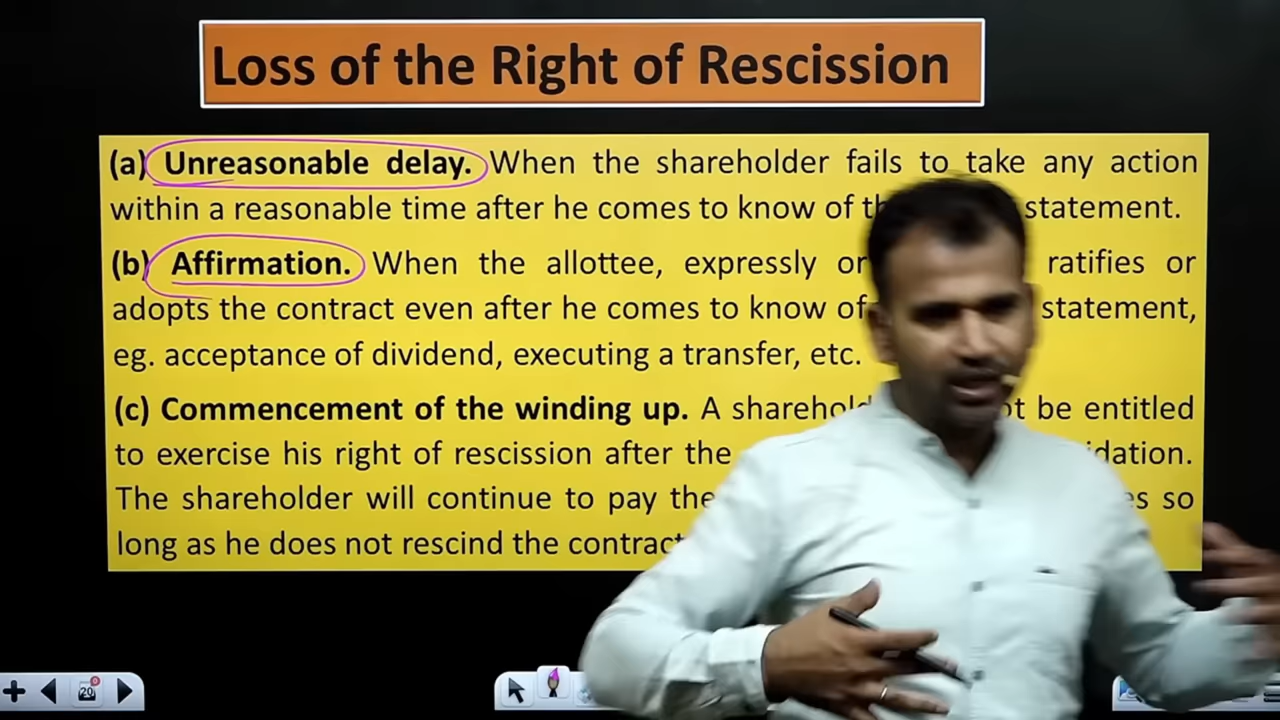 Loss of the Right of Rescission
(a) Unreasonable delay. When the shareholder fails to take any action
within a reasonable time after he comes to know of statement.
(b) Affirmation. When the allottee, expressly or ratifies or
adopts the contract even after he comes to know of statement,
eg. acceptance of dividend, executing a transfer, etc.
(c) Commencement of the winding up. A be entitled
to exercise his right of rescission after the
The shareholder will continue to pay the so
long as he does not rescind the contract
20